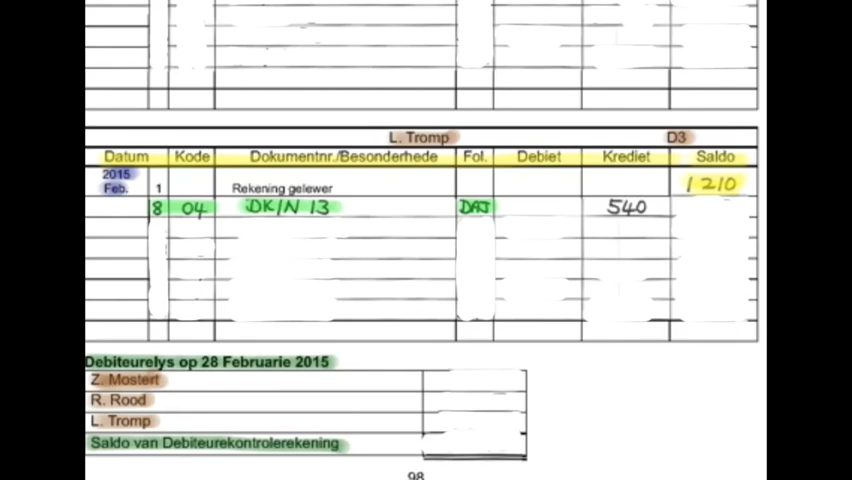 L. Tromp D3
Datum Kode Dokumentnr./Besonderhede Fol. Debiet Krediet Saldo
2015
Feb. 1 Rekening gelewer 1 210
8 04 DK/N 13 DAJ 540
Debiteurelys op 28 Februarie 2015
Z. Mostert
R. Rood
L. Tromp
Saldo van Debiteurekontrolerekening
98